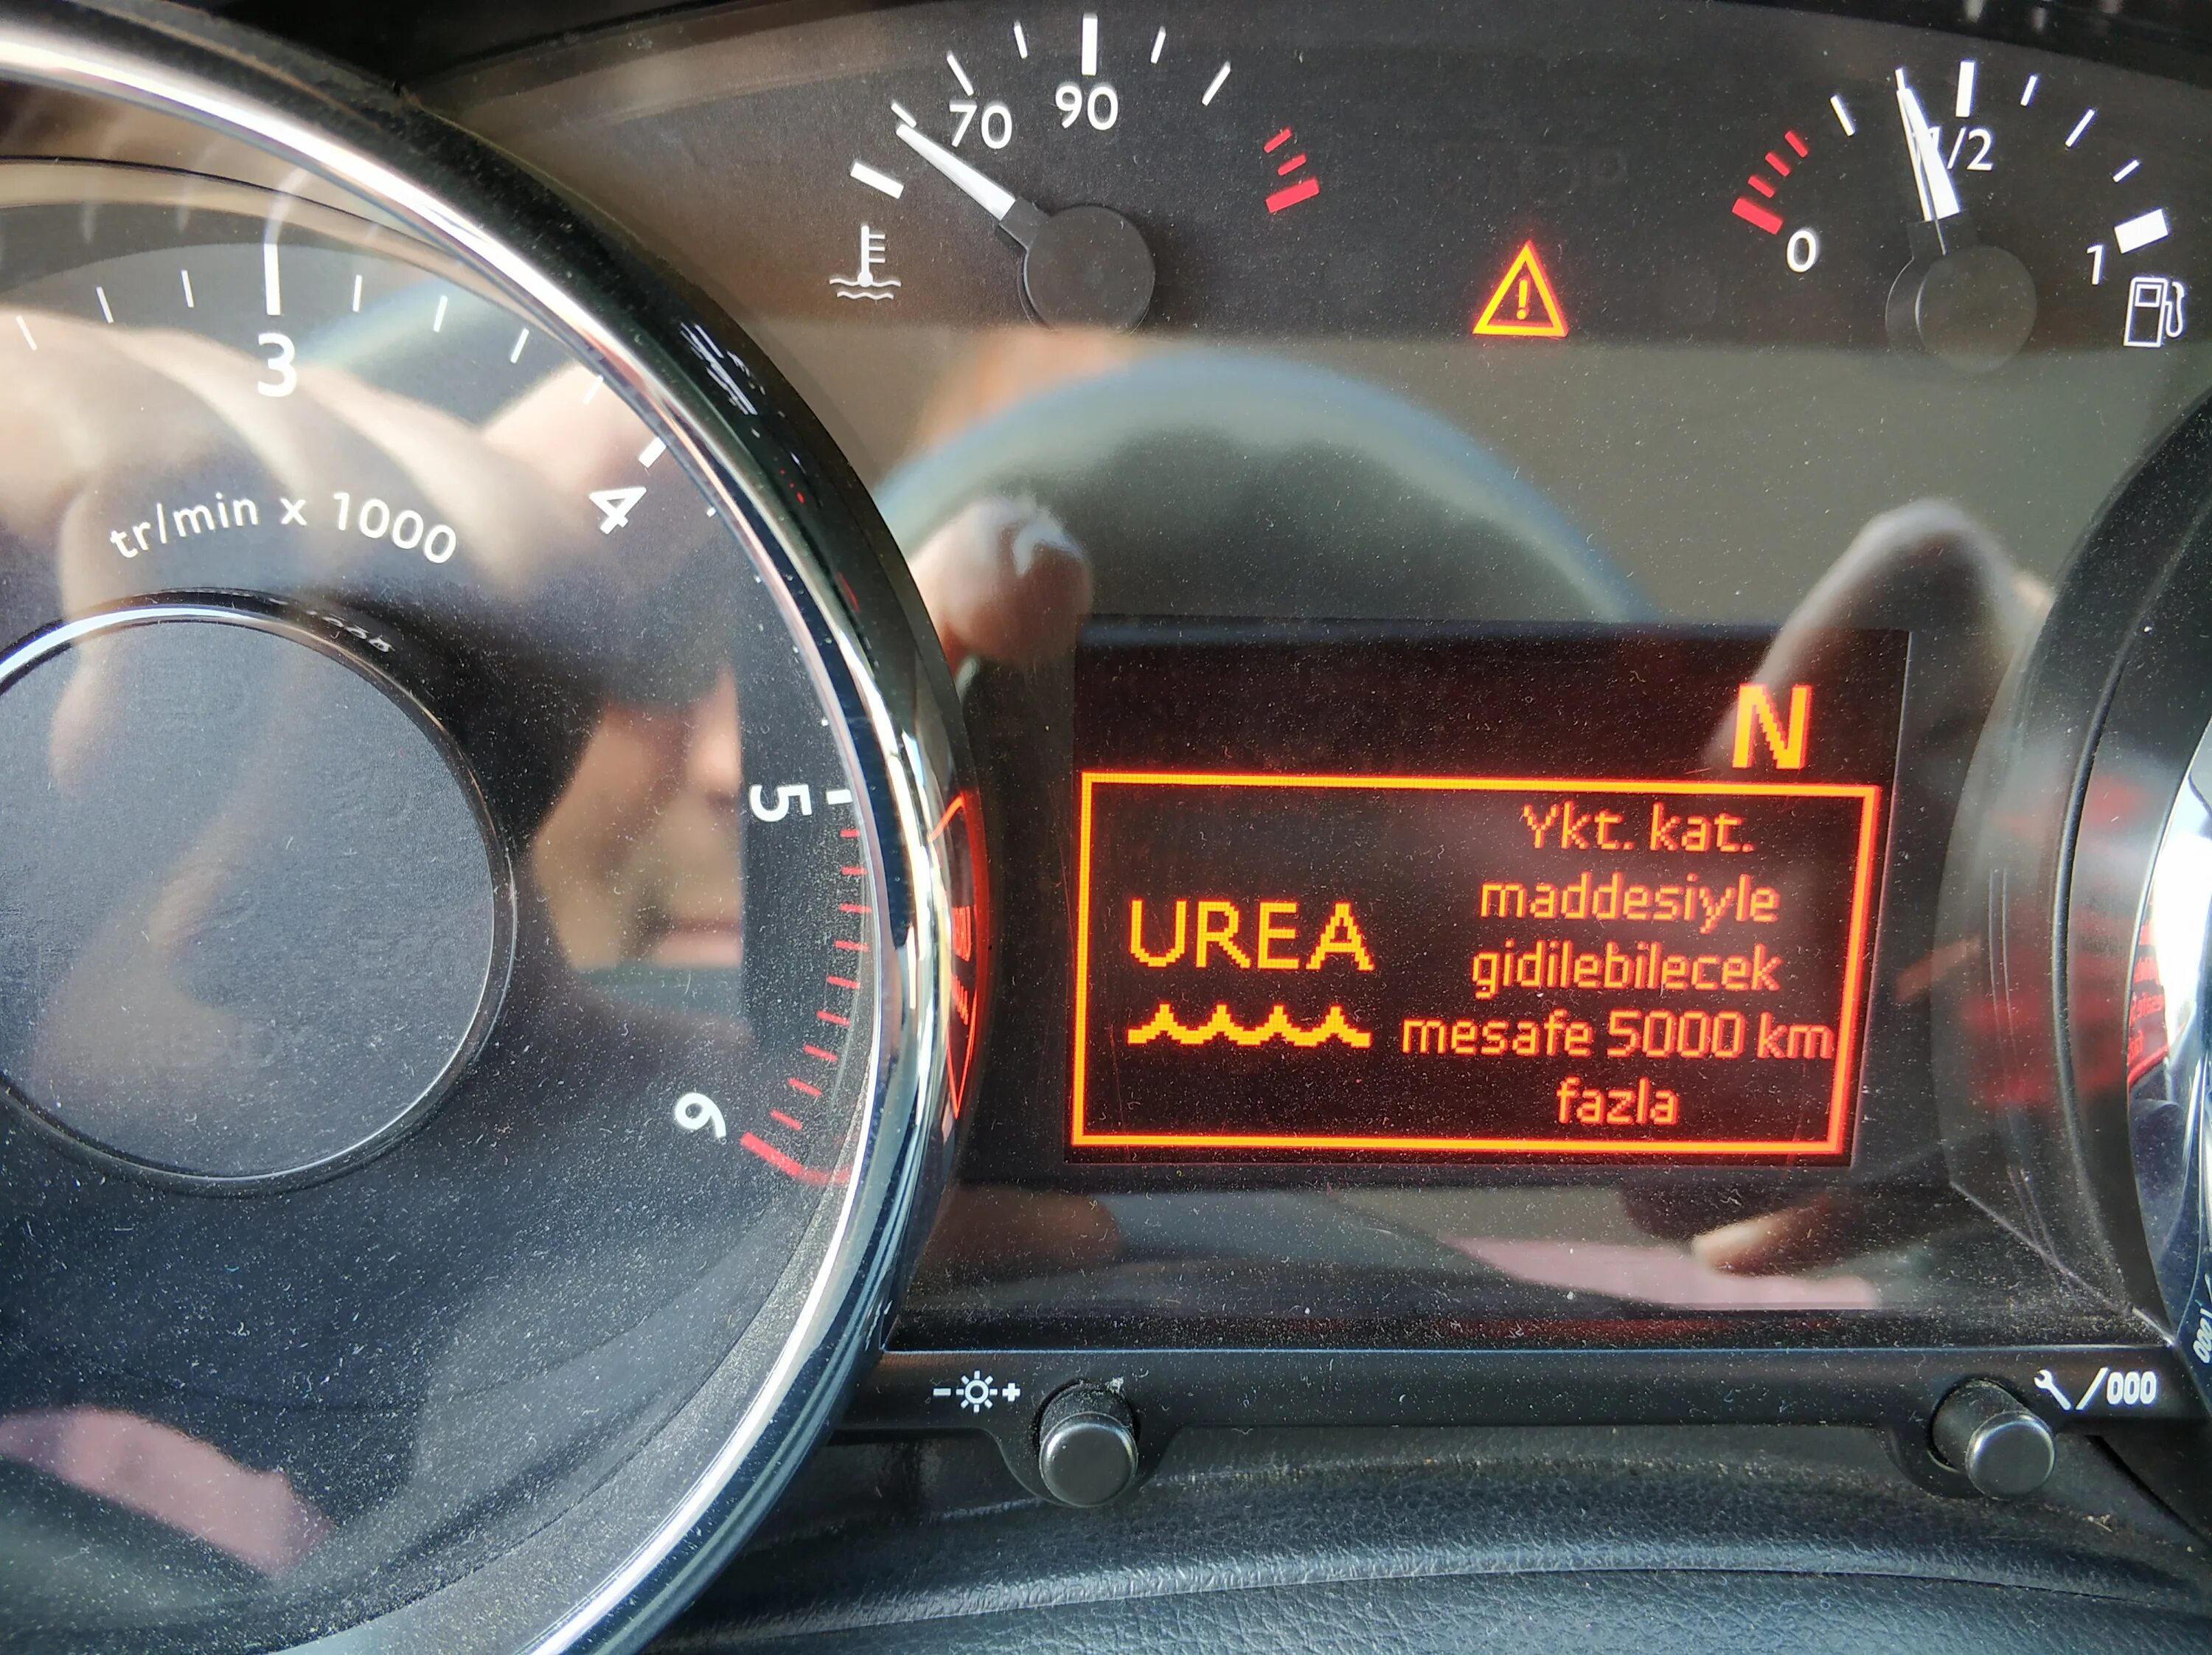 70
90
1/2
0
1
3
4
tr/min x 1000
5
6
N
UREA
Ykt. kat.
maddesiyle
gidilebilecek
mesafe 5000 km
fazla
- +
/000